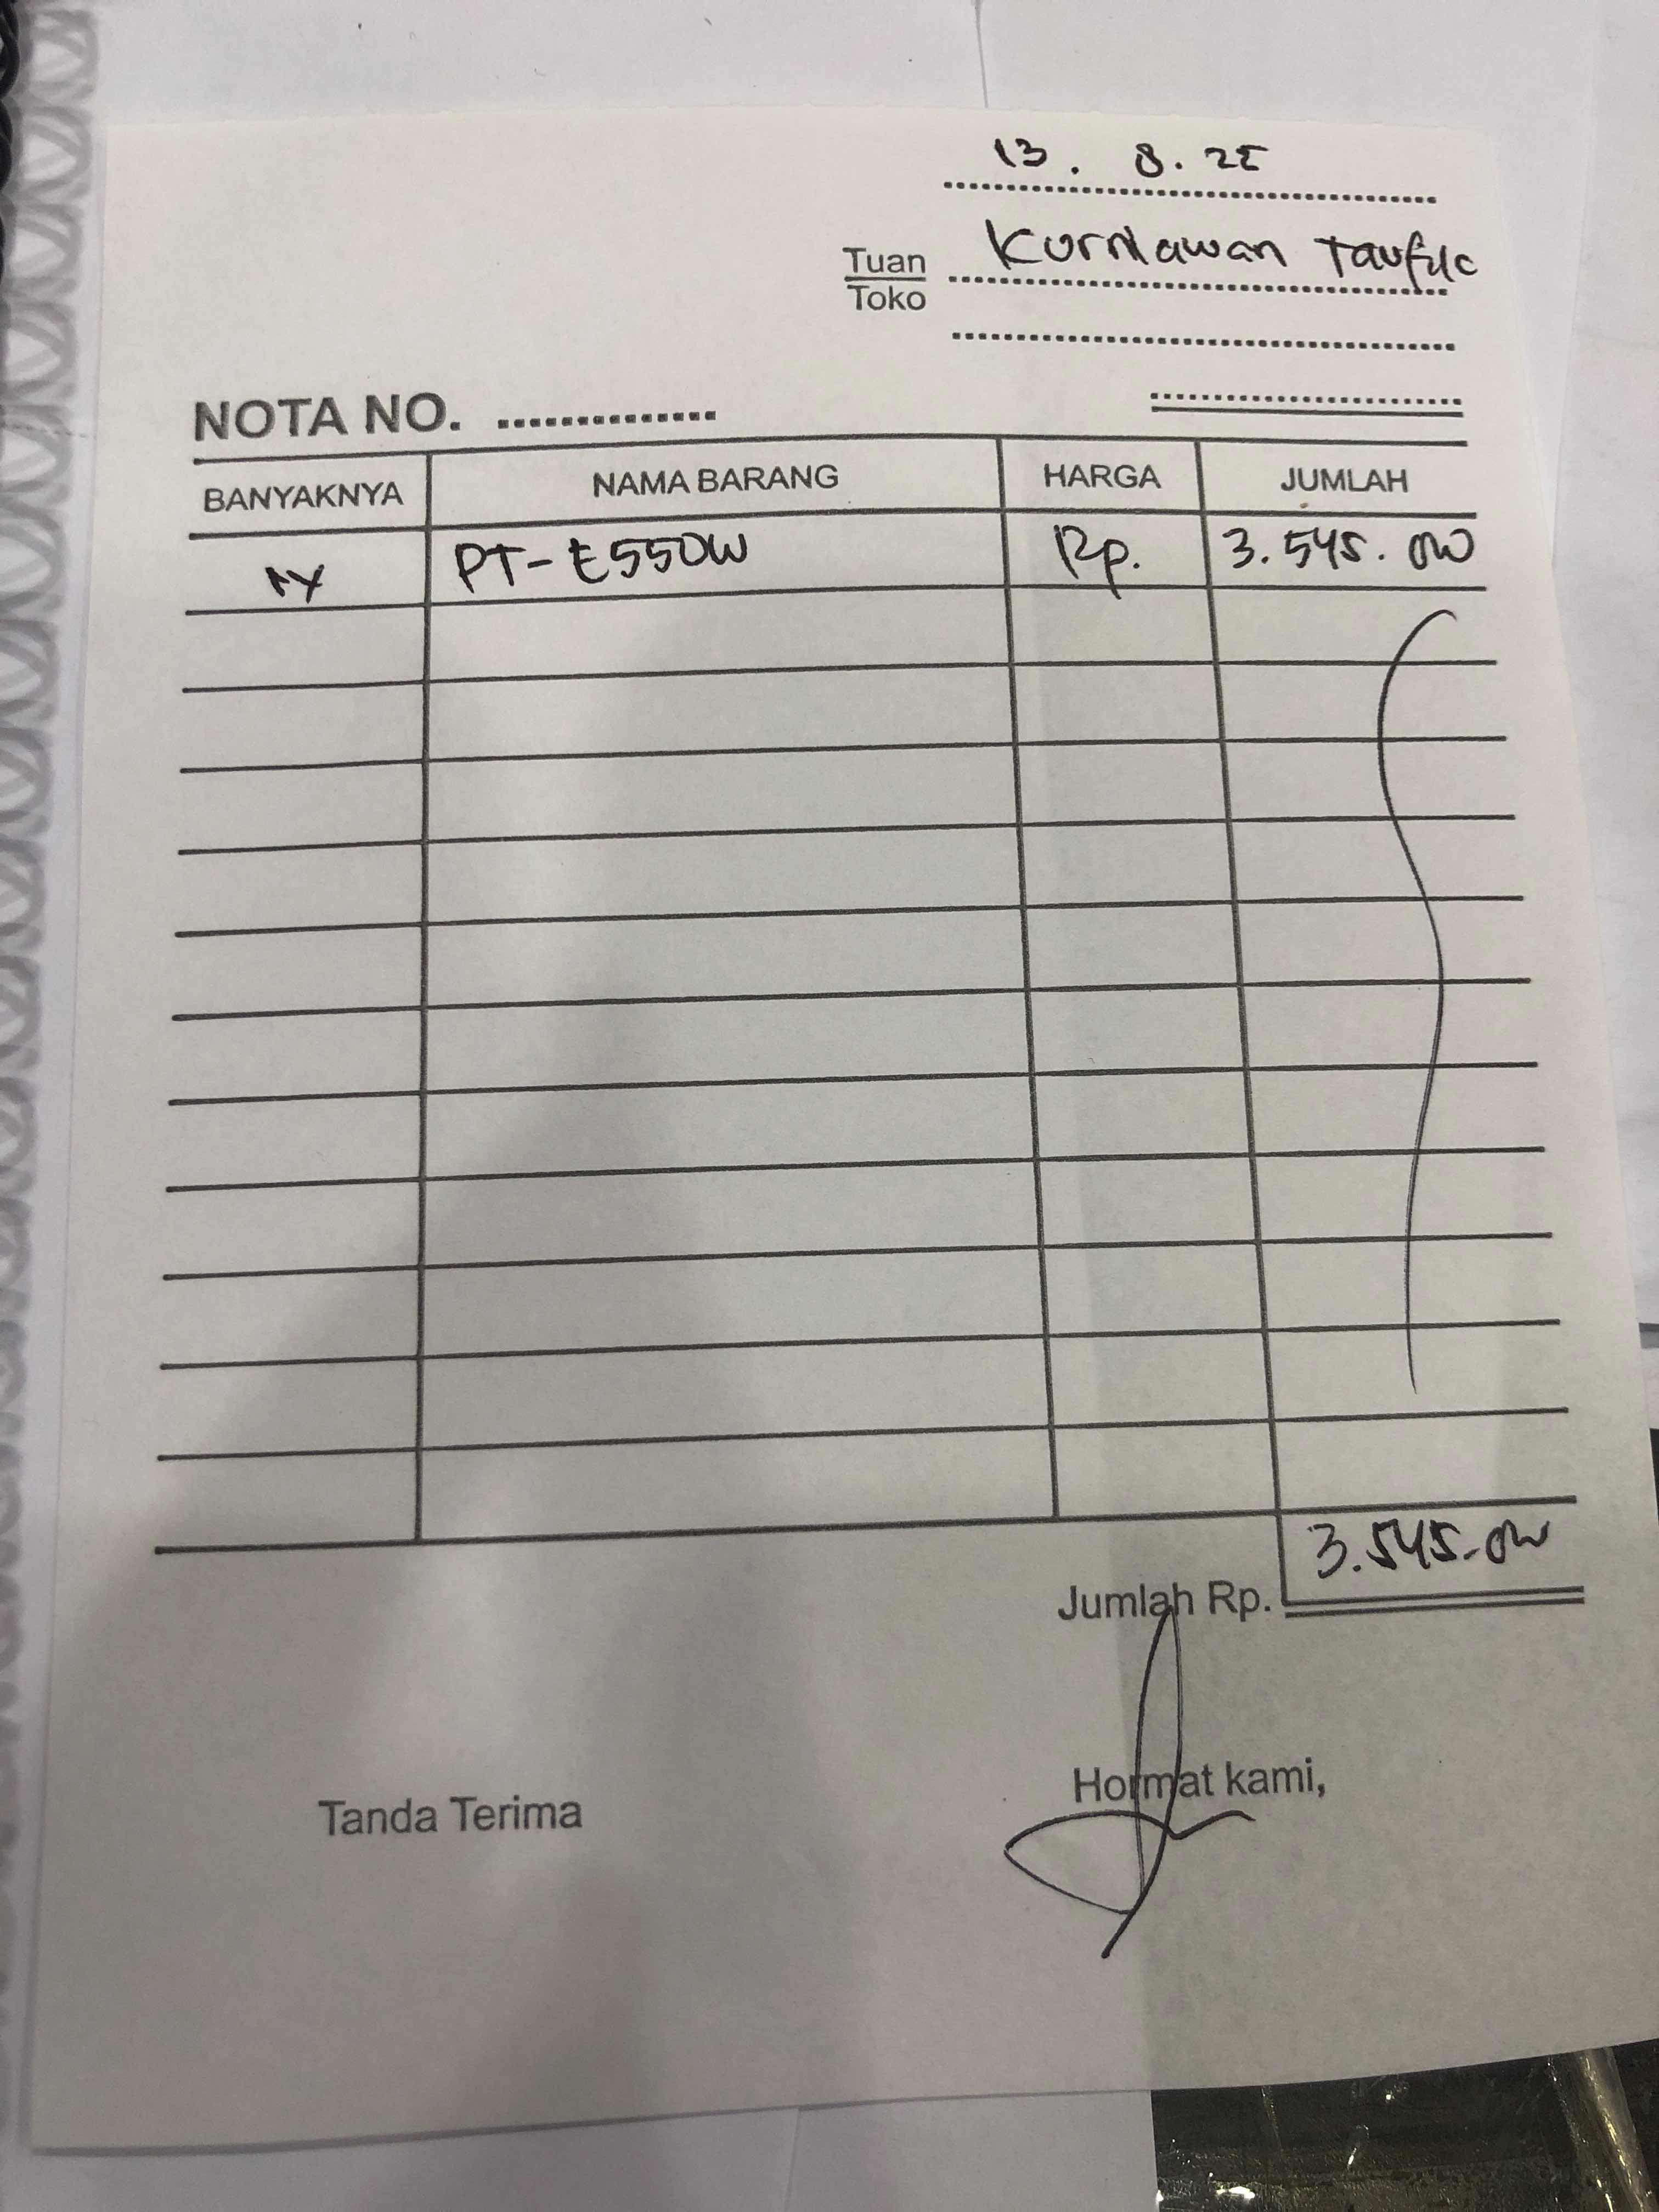 13. 8. 25
Tuan Kurniawan Taufik
Toko
NOTA NO. ..............
BANYAKNYA NAMA BARANG HARGA JUMLAH
1x PT-E550W Rp. 3.545.000
Jumlah Rp. 3.545.000
Tanda Terima Hormat kami,